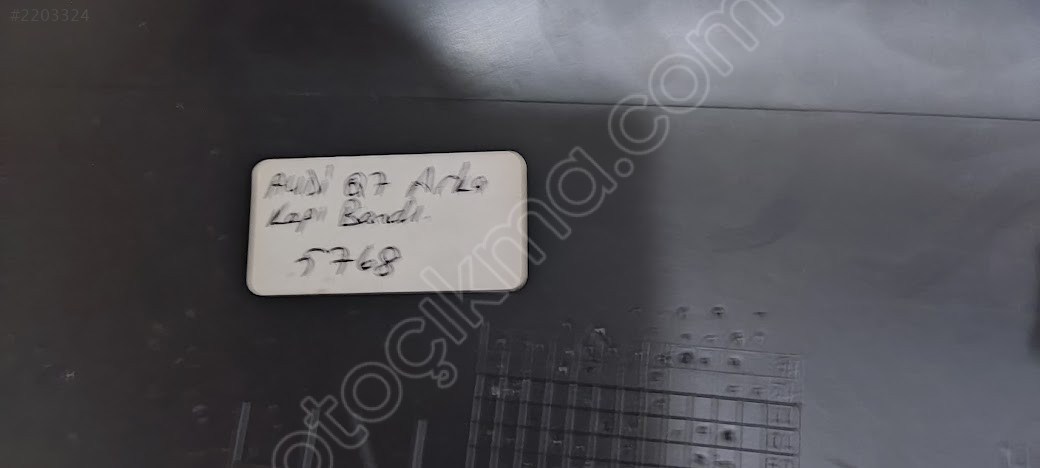 #2203324
Audi Q7 Arka
Kapı Bandı
5768
otoçıkma.com